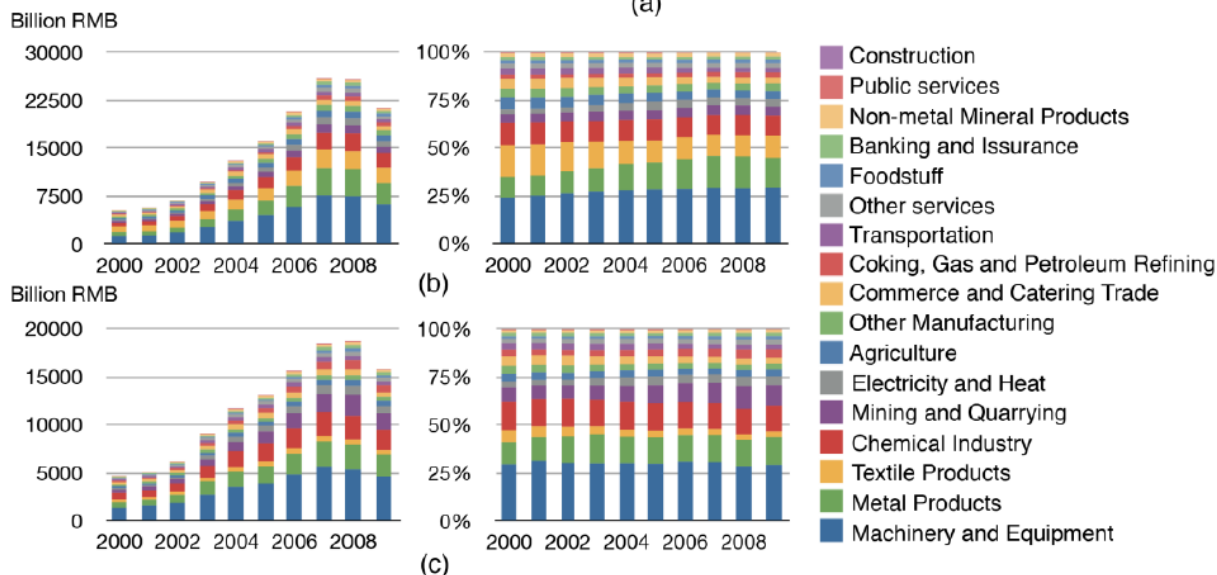 (a)
Billion RMB
30000
22500
15000
7500
0
2000 2002 2004 2006 2008
100%
75%
50%
25%
0%
2000 2002 2004 2006 2008
(b)
Billion RMB
20000
15000
10000
5000
0
2000 2002 2004 2006 2008
100%
75%
50%
25%
0%
2000 2002 2004 2006 2008
(c)
Construction
Public services
Non-metal Mineral Products
Banking and Issurance
Foodstuff
Other services
Transportation
Coking, Gas and Petroleum Refining
Commerce and Catering Trade
Other Manufacturing
Agriculture
Electricity and Heat
Mining and Quarrying
Chemical Industry
Textile Products
Metal Products
Machinery and Equipment